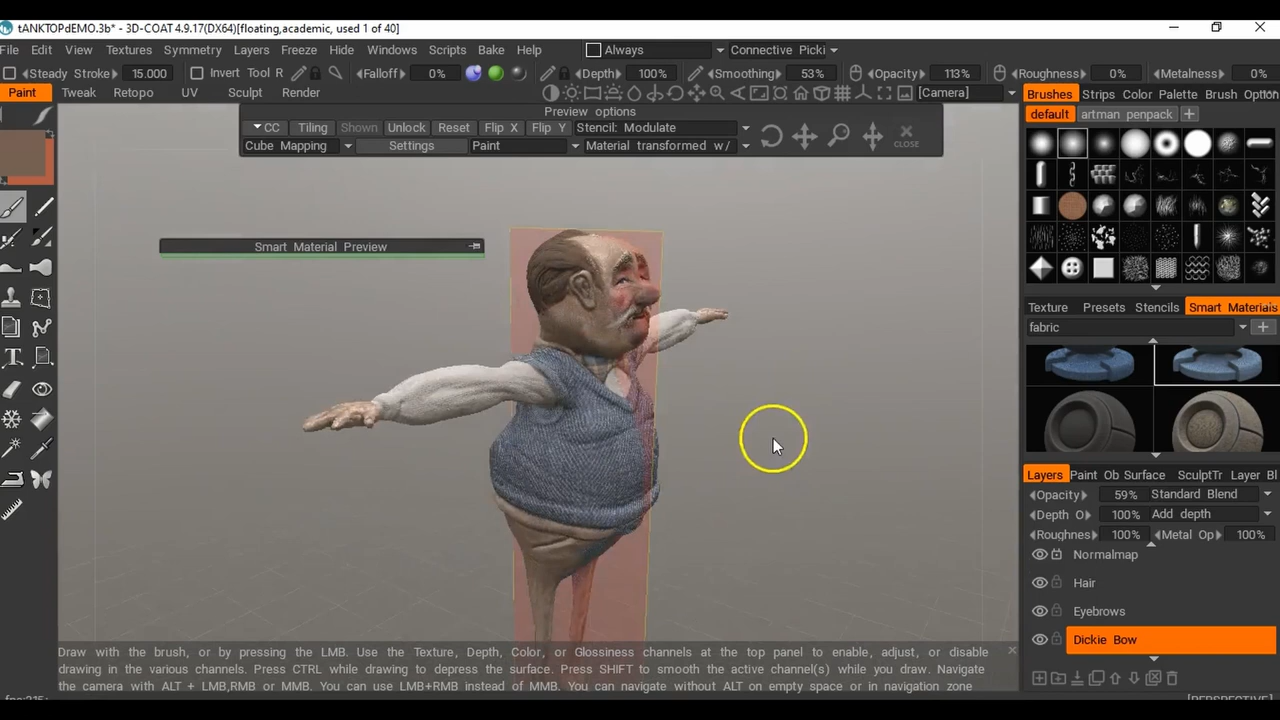 tANKTOPdEMO.3b* - 3D-COAT 4.9.17(DX64)[floating,academic, used 1 of 40]
File Edit View Textures Symmetry Layers Freeze Hide Windows Scripts Bake Help Always Connective Picki
Steady Stroke 15.000 Invert Tool R Falloff 0% Depth 100% Smoothing 53% Opacity 113% Roughness 0% Metalness 0%
Paint Tweak Retopo UV Sculpt Render [Camera] Brushes Strips Color Palette Brush Option
Preview options
default artman penpack
CC Tiling Shown Unlock Reset Flip X Flip Y Stencil: Modulate
Cube Mapping Settings Paint Material transformed w/ CLOSE
Smart Material Preview
Texture Presets Stencils Smart Materials
fabric
Layers Paint Ob Surface SculptTr Layer Bl
Opacity 59% Standard Blend
Depth O 100% Add depth
Roughnes 100% Metal Op 100%
Normalmap
Hair
Eyebrows
Dickie Bow
Draw with the brush, or by pressing the LMB. Use the Texture, Depth, Color, or Glossiness channels at the top panel to enable, adjust, or disable
drawing in the various channels. Press CTRL while drawing to depress the surface. Press SHIFT to smooth the active channel(s) while you draw. Navigate
the camera with ALT + LMB,RMB or MMB. You can use LMB+RMB instead of MMB. You can navigate without ALT on empty space or in navigation zone